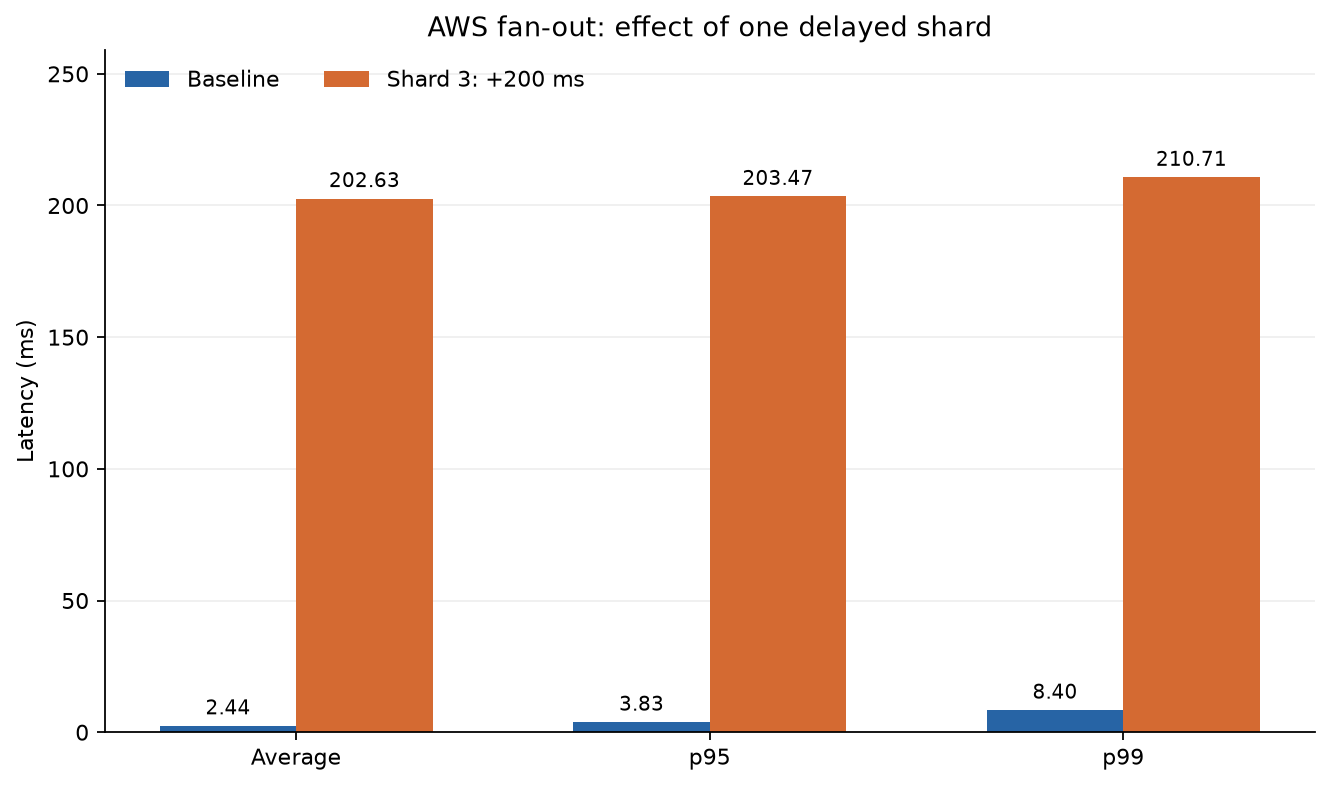 AWS fan-out: effect of one delayed shard
Baseline
Shard 3: +200 ms
Latency (ms)
250
200
150
100
50
0
2.44
202.63
3.83
203.47
8.40
210.71
Average
p95
p99